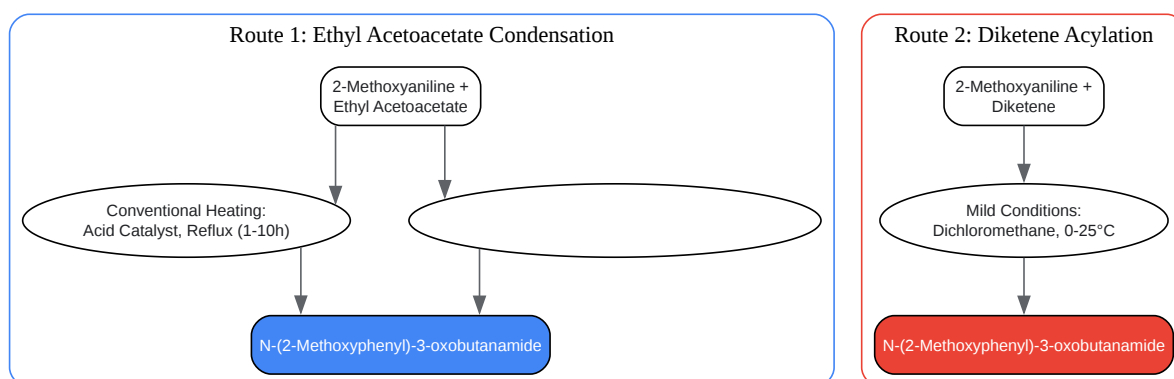 Route 1: Ethyl Acetoacetate Condensation
2-Methoxyaniline +
Ethyl Acetoacetate
Conventional Heating:
Acid Catalyst, Reflux (1-10h)
N-(2-Methoxyphenyl)-3-oxobutanamide
Route 2: Diketene Acylation
2-Methoxyaniline +
Diketene
Mild Conditions:
Dichloromethane, 0-25°C
N-(2-Methoxyphenyl)-3-oxobutanamide